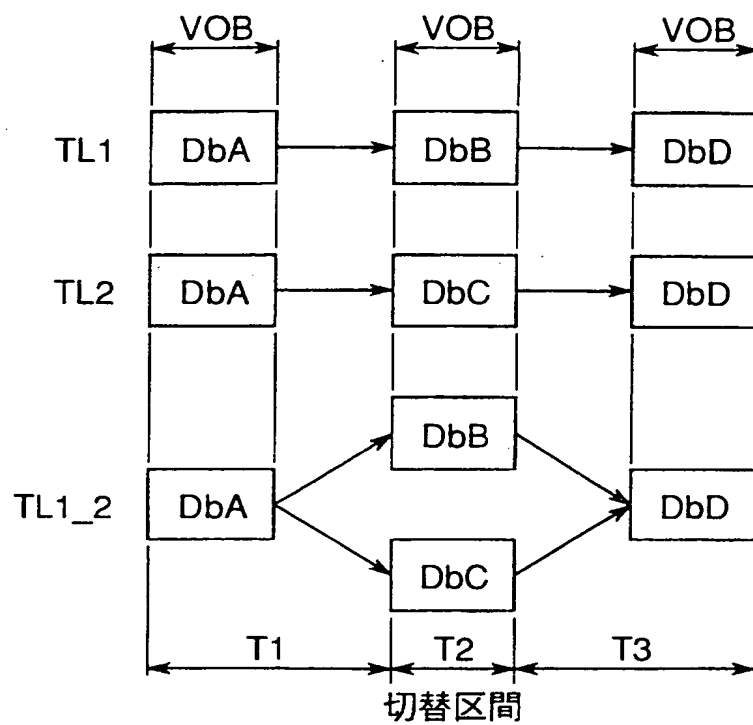 VOB VOB VOB
TL1 DbA DbB DbD
TL2 DbA DbC DbD
DbB
TL1_2 DbA DbD
DbC
T1 T2 T3
切替区間